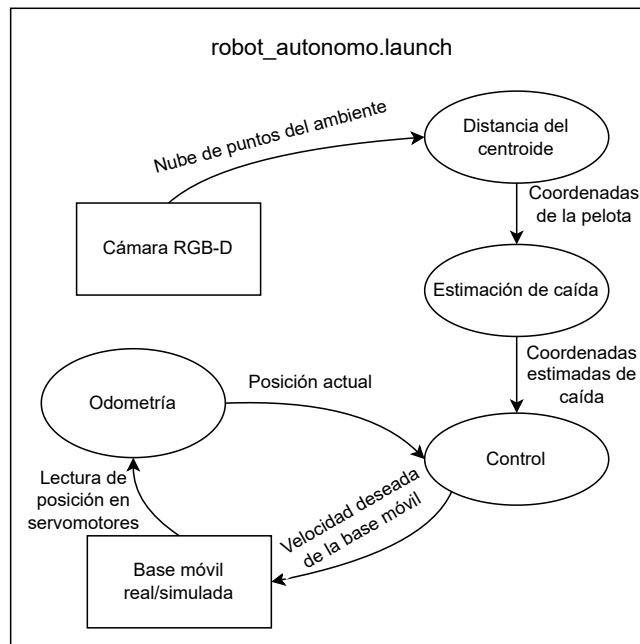 robot_autonomo.launch
Nube de puntos del ambiente
Distancia del
centroide
Cámara RGB-D
Coordenadas
de la pelota
Estimación de caída
Coordenadas
estimadas de
caída
Odometría
Posición actual
Control
Lectura de
posición en
servomotores
Velocidad deseada
de la base móvil
Base móvil
real/simulada